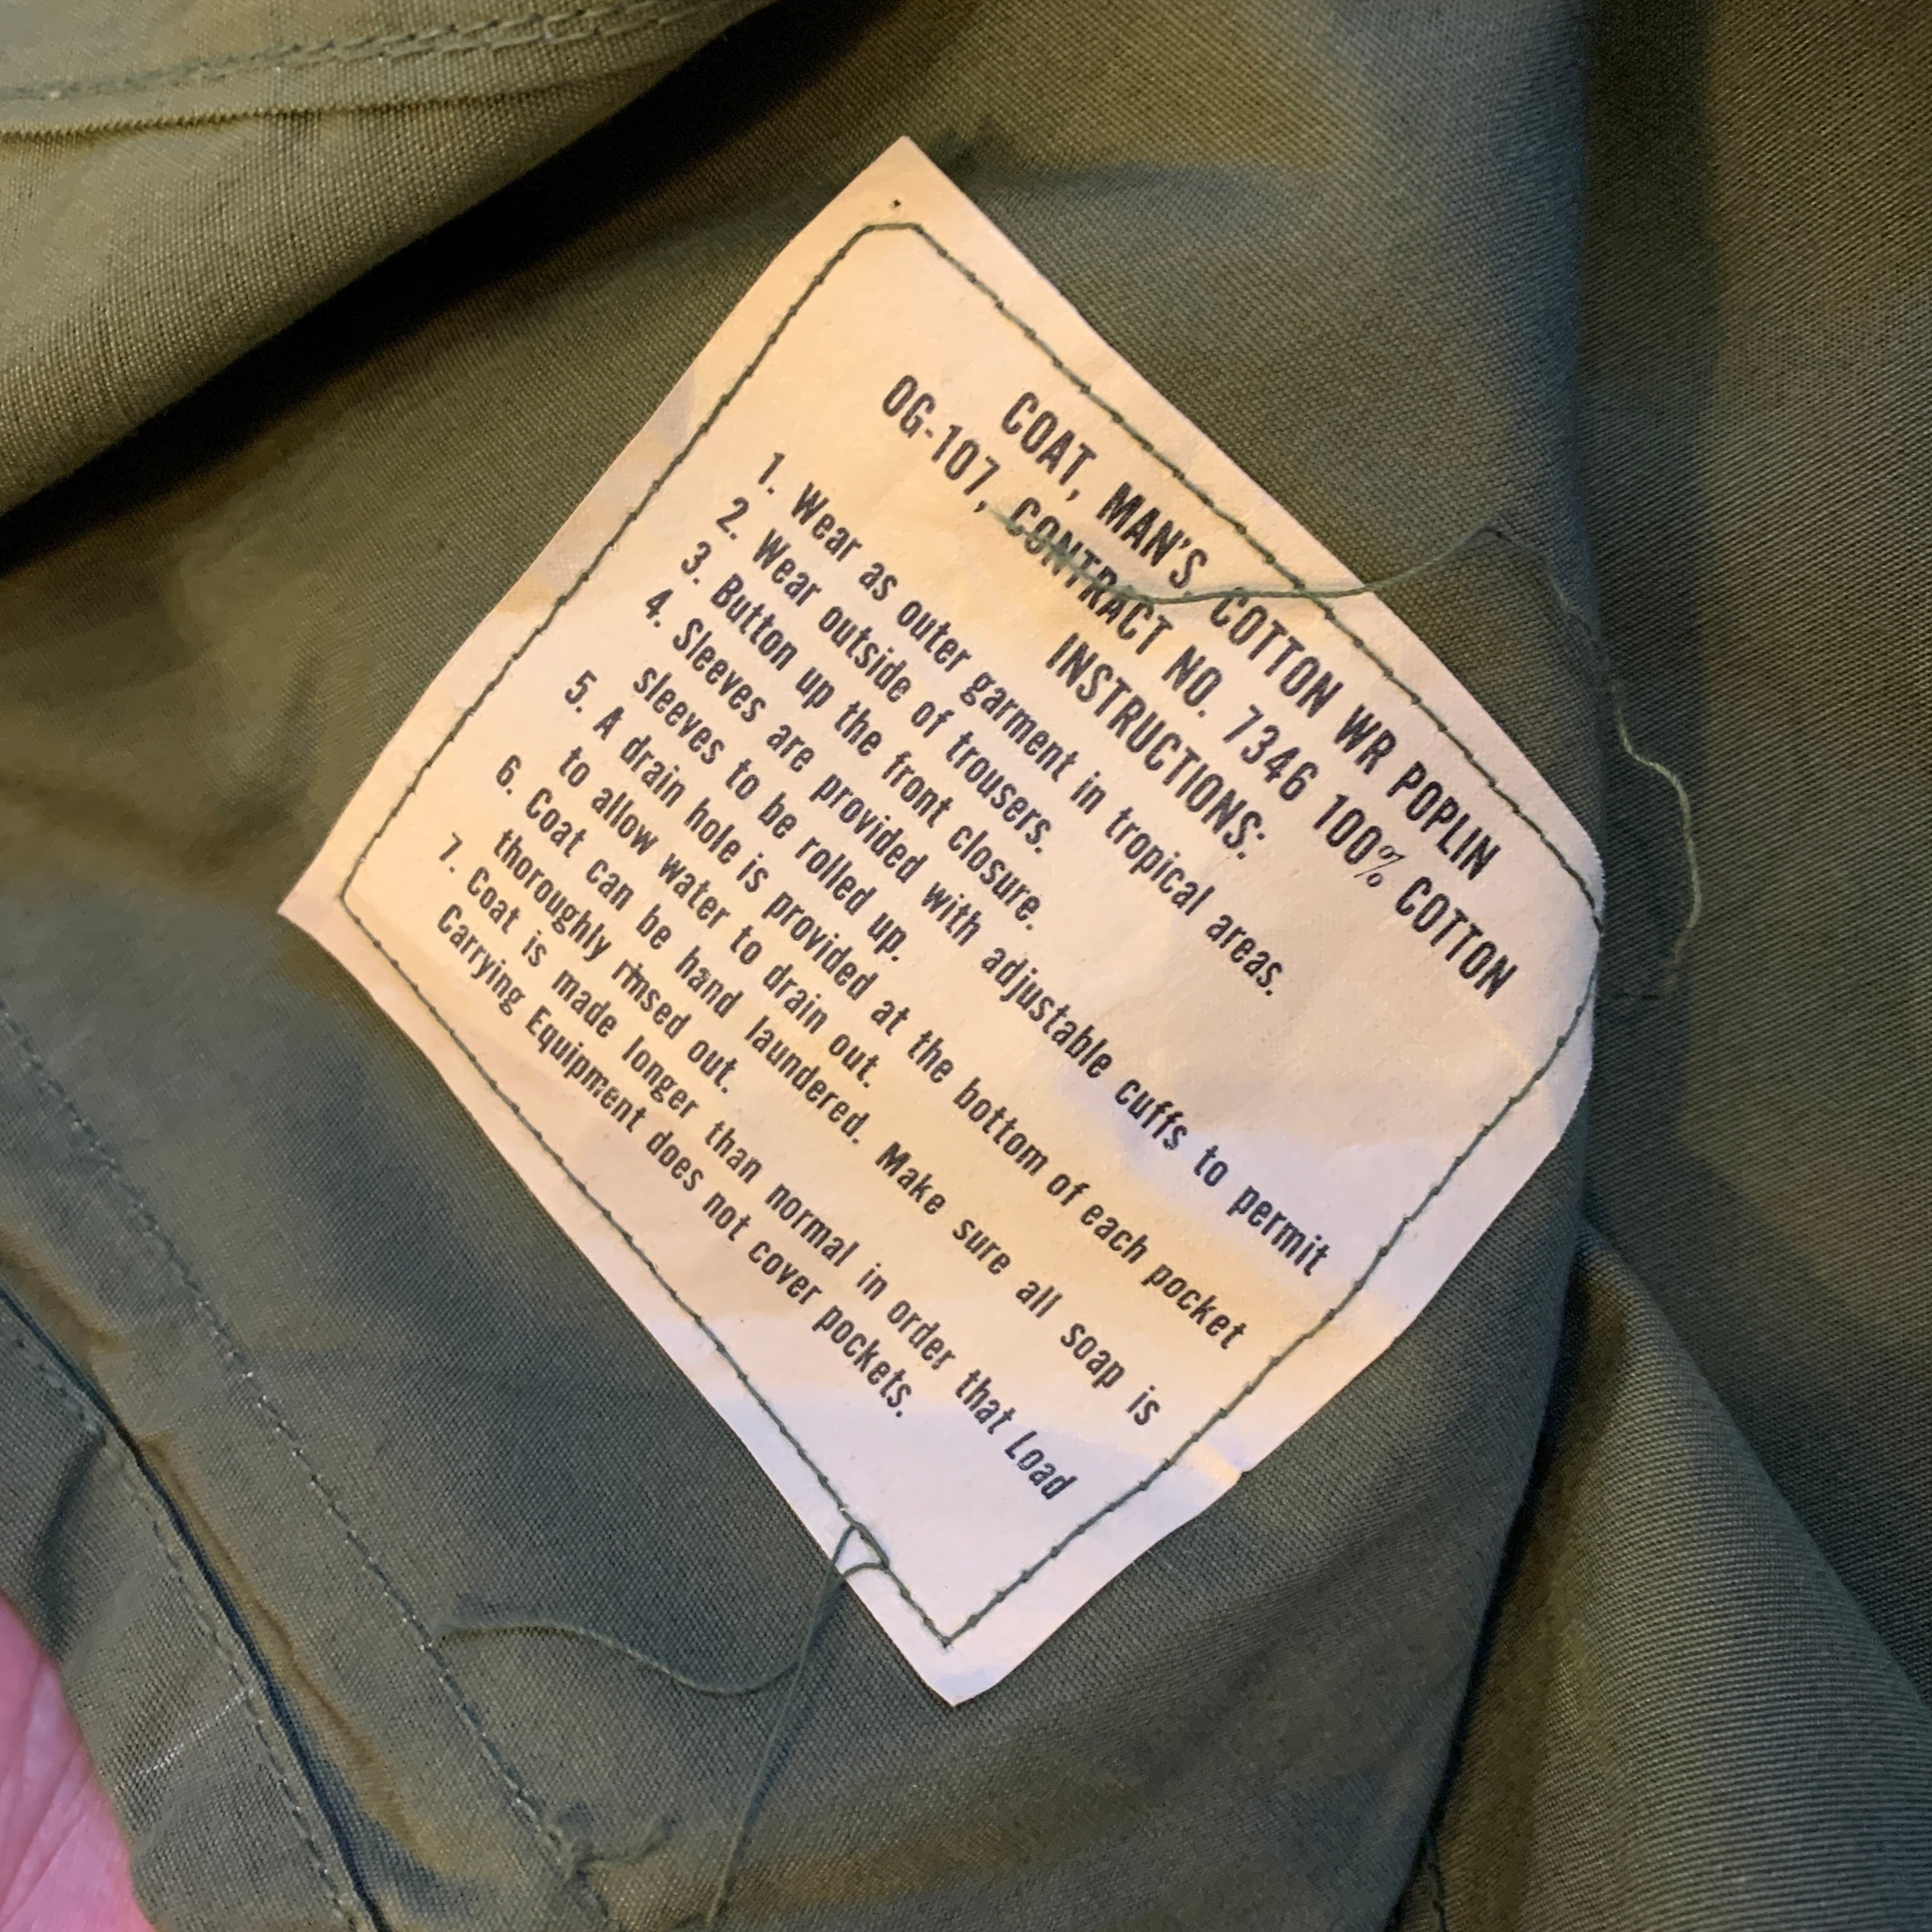 COAT, MAN'S, COTTON WR POPLIN
OG-107, CONTRACT NO. 7346 100% COTTON
INSTRUCTIONS:
1. Wear as outer garment in tropical areas.
2. Wear outside of trousers.
3. Button up the front closure.
4. Sleeves are provided with adjustable cuffs to permit
sleeves to be rolled up.
5. A drain hole is provided at the bottom of each pocket
to allow water to drain out.
6. Coat can be hand laundered. Make sure all soap is
thoroughly rinsed out.
7. Coat is made longer than normal in order that Load
Carrying Equipment does not cover pockets.